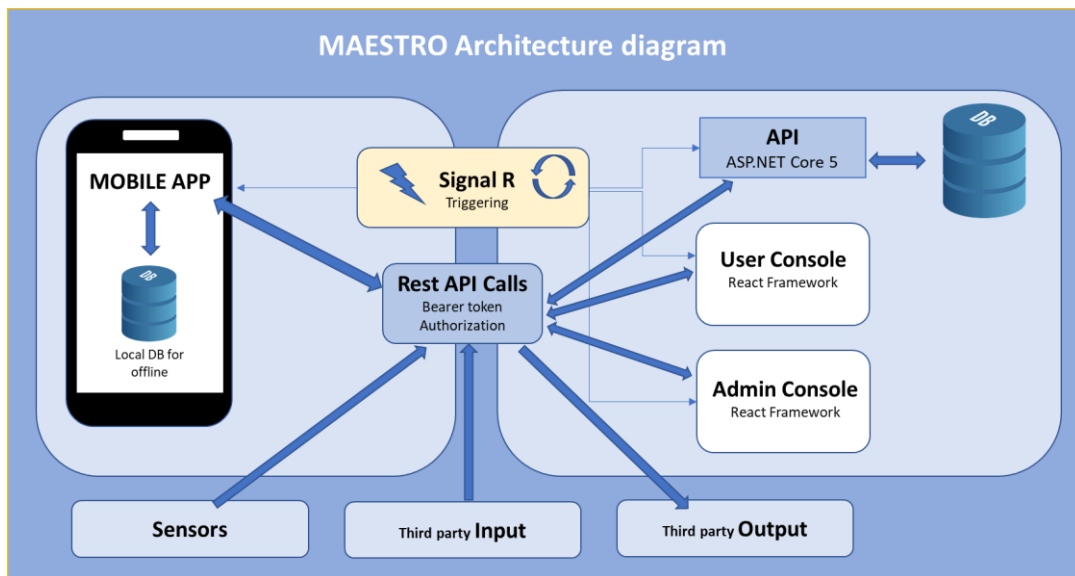 MAESTRO Architecture diagram
MOBILE APP
DB
Local DB for
offline
Signal R
Triggering
Rest API Calls
Bearer token
Authorization
API
ASP.NET Core 5
DB
User Console
React Framework
Admin Console
React Framework
Sensors
Third party Input
Third party Output